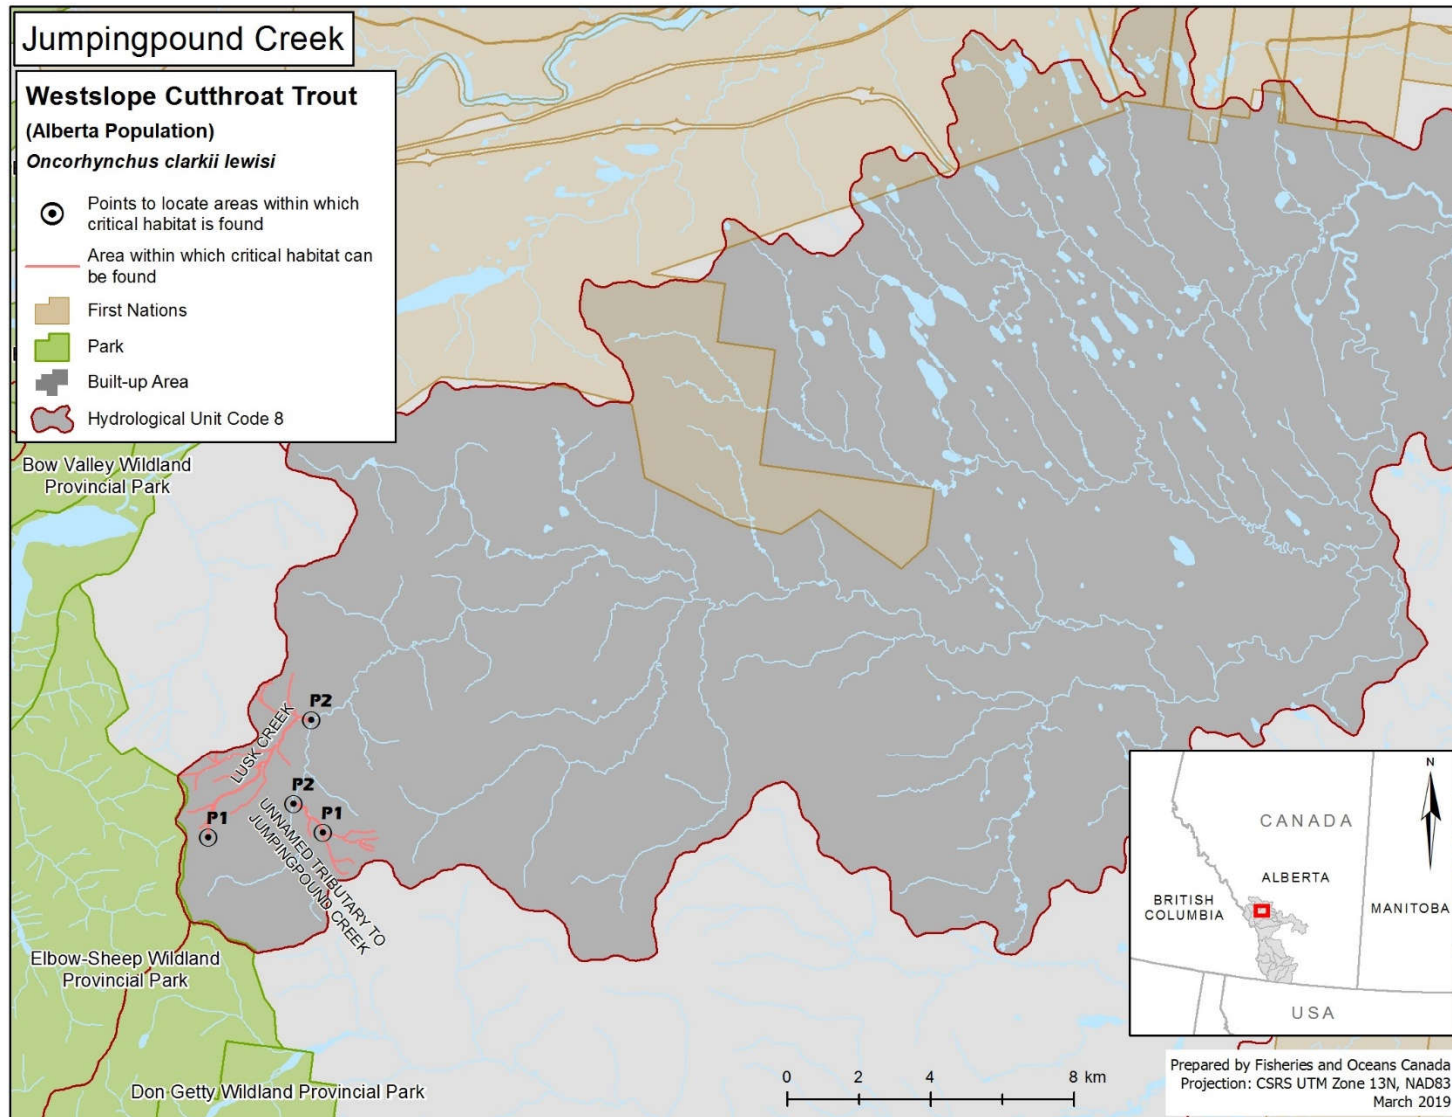 Jumpingpound Creek
Westslope Cutthroat Trout
(Alberta Population)
Oncorhynchus clarkii lewisi
Points to locate areas within which
critical habitat is found
Area within which critical habitat can
be found
First Nations
Park
Built-up Area
Hydrological Unit Code 8
Bow Valley Wildland
Provincial Park
P2
LUSK CREEK
P2
P1
P1
UNNAMED TRIBUTARY TO
JUMPINGPOUND CREEK
Elbow-Sheep Wildland
Provincial Park
Don Getty Wildland Provincial Park
N
CANADA
ALBERTA
BRITISH
COLUMBIA
MANITOBA
USA
0 2 4 8 km
Prepared by Fisheries and Oceans Canada
Projection: CSRS UTM Zone 13N, NAD83
March 2019